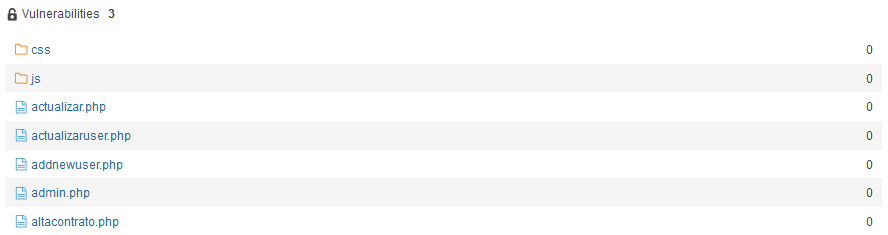 Vulnerabilities 3
css 0
js 0
actualizar.php 0
actualizaruser.php 0
addnewuser.php 0
admin.php 0
altacontrato.php 0